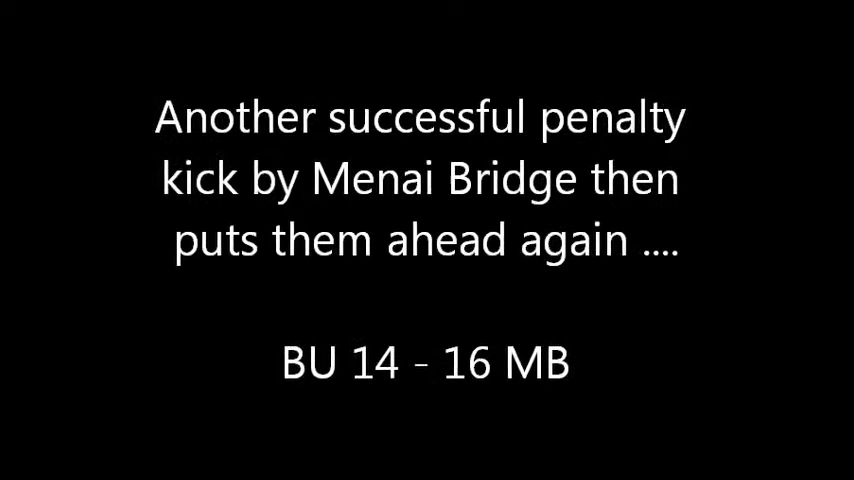 Another successful penalty
kick by Menai Bridge then
puts them ahead again ....
BU 14 - 16 MB